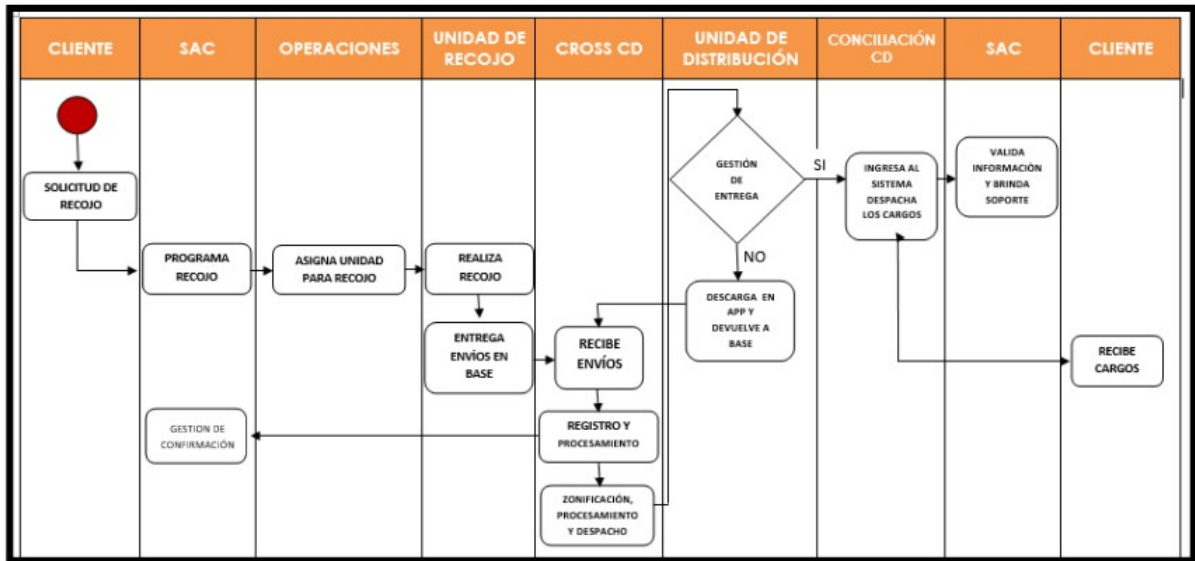 CLIENTE
SAC
OPERACIONES
UNIDAD DE
RECOJO
CROSS CD
UNIDAD DE
DISTRIBUCIÓN
CONCILIACIÓN
CD
SAC
CLIENTE
SOLICITUD DE
RECOJO
PROGRAMA
RECOJO
ASIGNA UNIDAD
PARA RECOJO
REALIZA
RECOJO
ENTREGA
ENVÍOS EN
BASE
RECIBE
ENVÍOS
REGISTRO Y
PROCESAMIENTO
GESTION DE
CONFIRMACIÓN
ZONIFICACIÓN,
PROCESAMIENTO
Y DESPACHO
GESTIÓN
DE
ENTREGA
SI
NO
DESCARGA EN
APP Y
DEVUELVE A
BASE
INGRESA AL
SISTEMA
DESPACHA
LOS CARGOS
VALIDA
INFORMACIÒN
Y BRINDA
SOPORTE
RECIBE
CARGOS